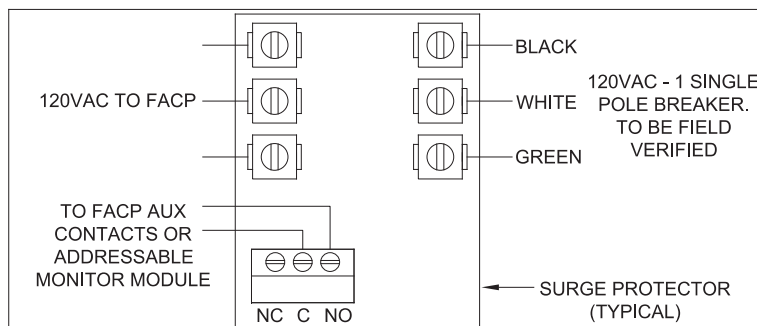 BLACK
120VAC TO FACP
WHITE
120VAC - 1 SINGLE
POLE BREAKER.
TO BE FIELD
VERIFIED
GREEN
TO FACP AUX
CONTACTS OR
ADDRESSABLE
MONITOR MODULE
NC C NO
SURGE PROTECTOR
(TYPICAL)